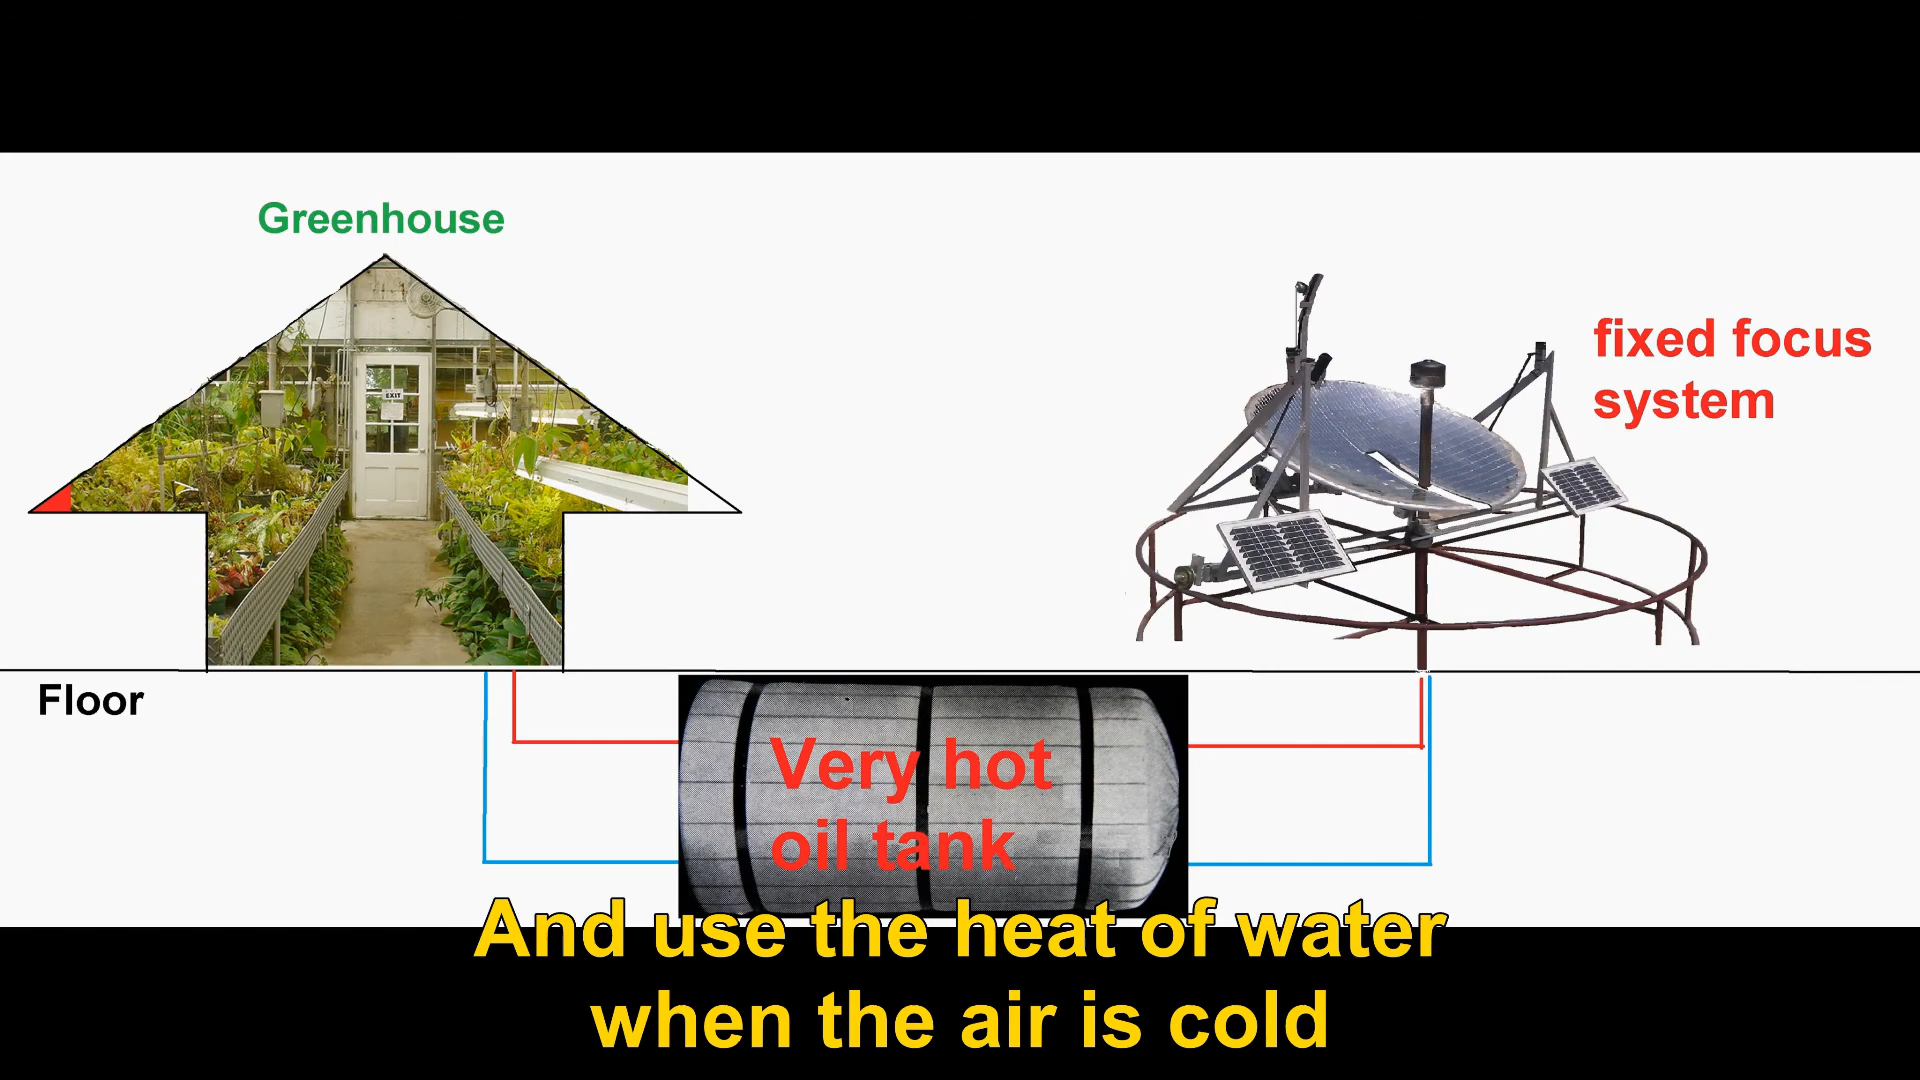 Greenhouse
EXIT
fixed focus
system
Floor
Very hot
oil tank
And use the heat of water
when the air is cold